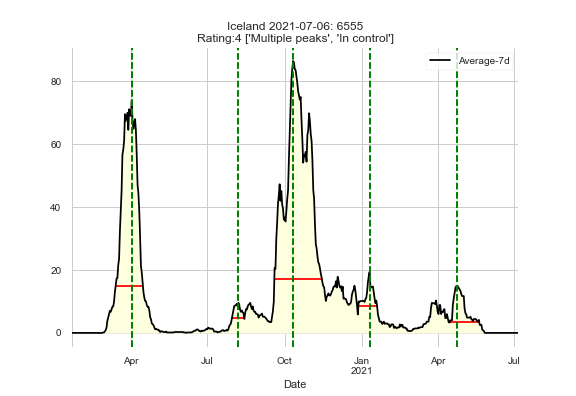 Iceland 2021-07-06: 6555
Rating:4 ['Multiple peaks', 'In control']
Average-7d
80
60
40
20
0
Apr
Jul
Oct
Jan
2021
Apr
Jul
Date